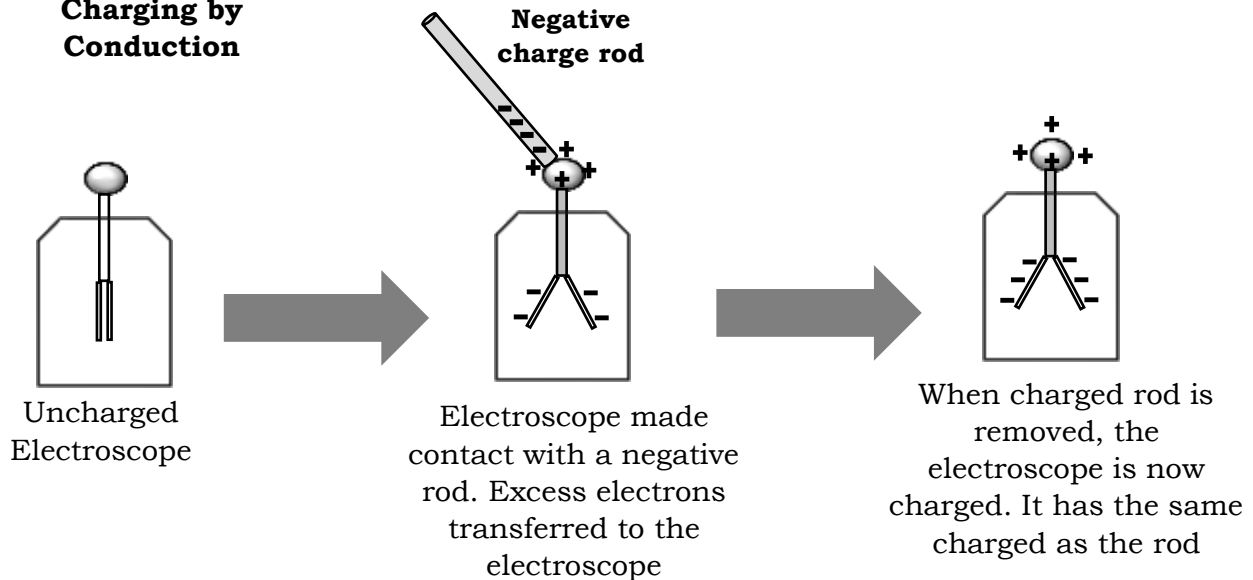 Charging by
Conduction
Negative
charge rod
Uncharged
Electroscope
Electroscope made
contact with a negative
rod. Excess electrons
transferred to the
electroscope
When charged rod is
removed, the
electroscope is now
charged. It has the same
charged as the rod